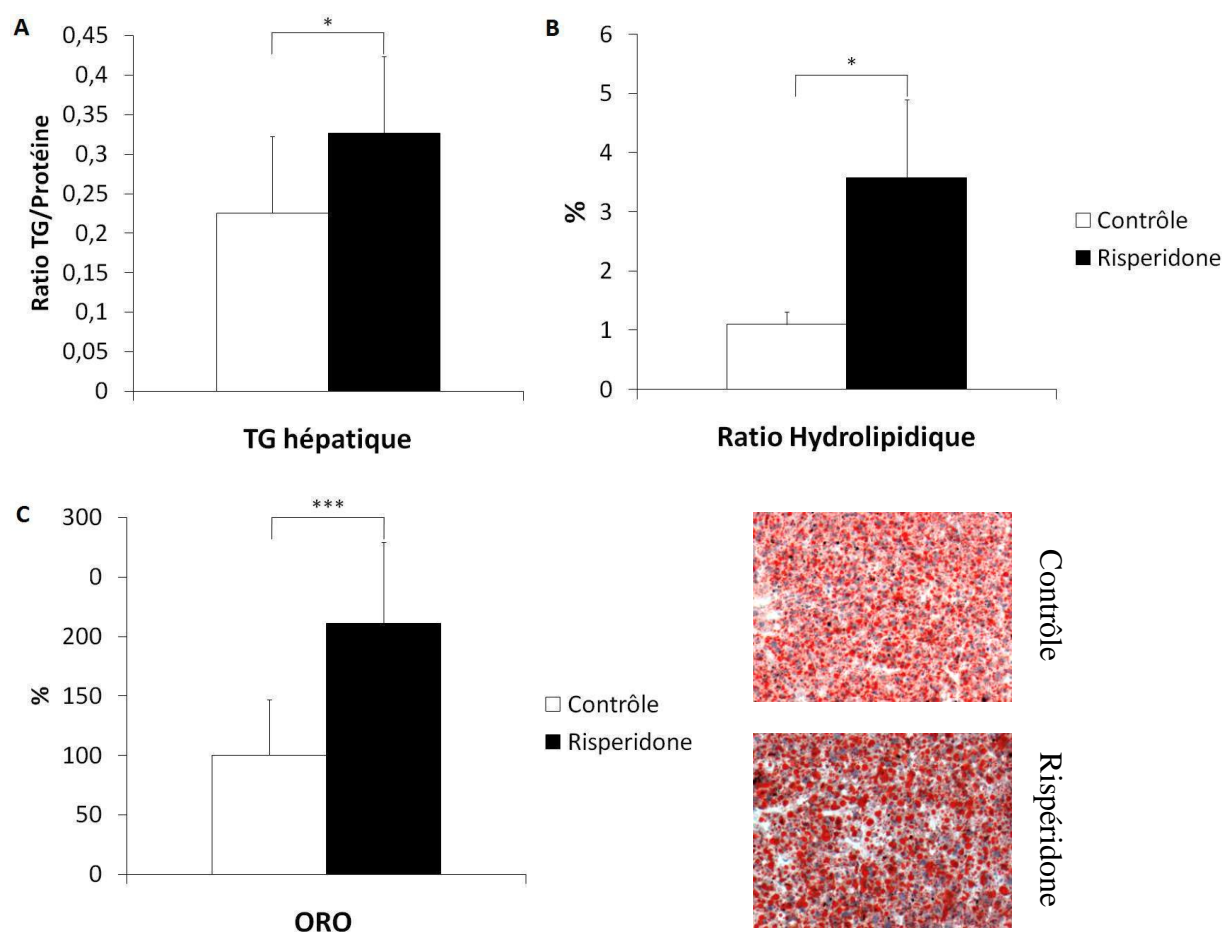 A
*
0,45
0,4
0,35
0,3
0,25
0,2
0,15
0,1
0,05
0
Ratio TG/Protéine
TG hépatique
B
*
6
5
4
3
2
1
0
%
Ratio Hydrolipidique
Contrôle
Risperidone
C
***
300
0
200
150
100
50
0
%
ORO
Contrôle
Risperidone
Contrôle
Rispéridone